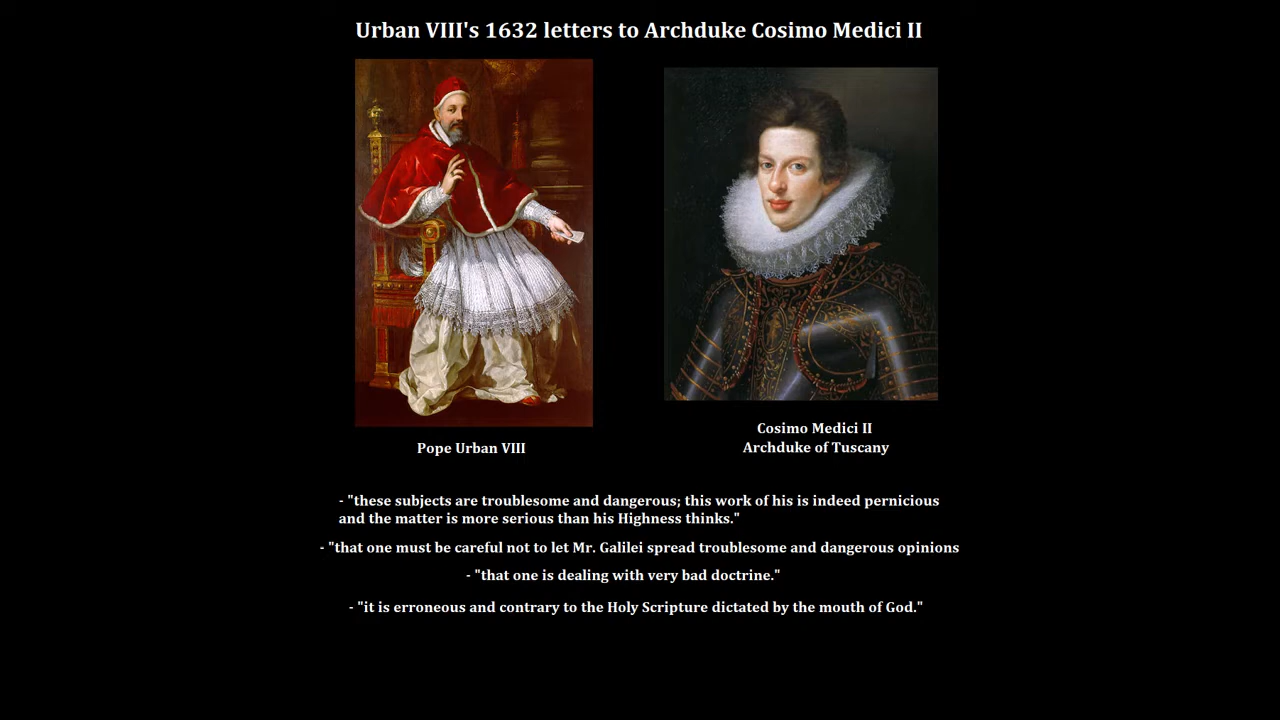 Urban VIII's 1632 letters to Archduke Cosimo Medici II
Pope Urban VIII
Cosimo Medici II
Archduke of Tuscany
- "these subjects are troublesome and dangerous; this work of his is indeed pernicious
and the matter is more serious than his Highness thinks."
- "that one must be careful not to let Mr. Galilei spread troublesome and dangerous opinions
- "that one is dealing with very bad doctrine."
- "it is erroneous and contrary to the Holy Scripture dictated by the mouth of God."